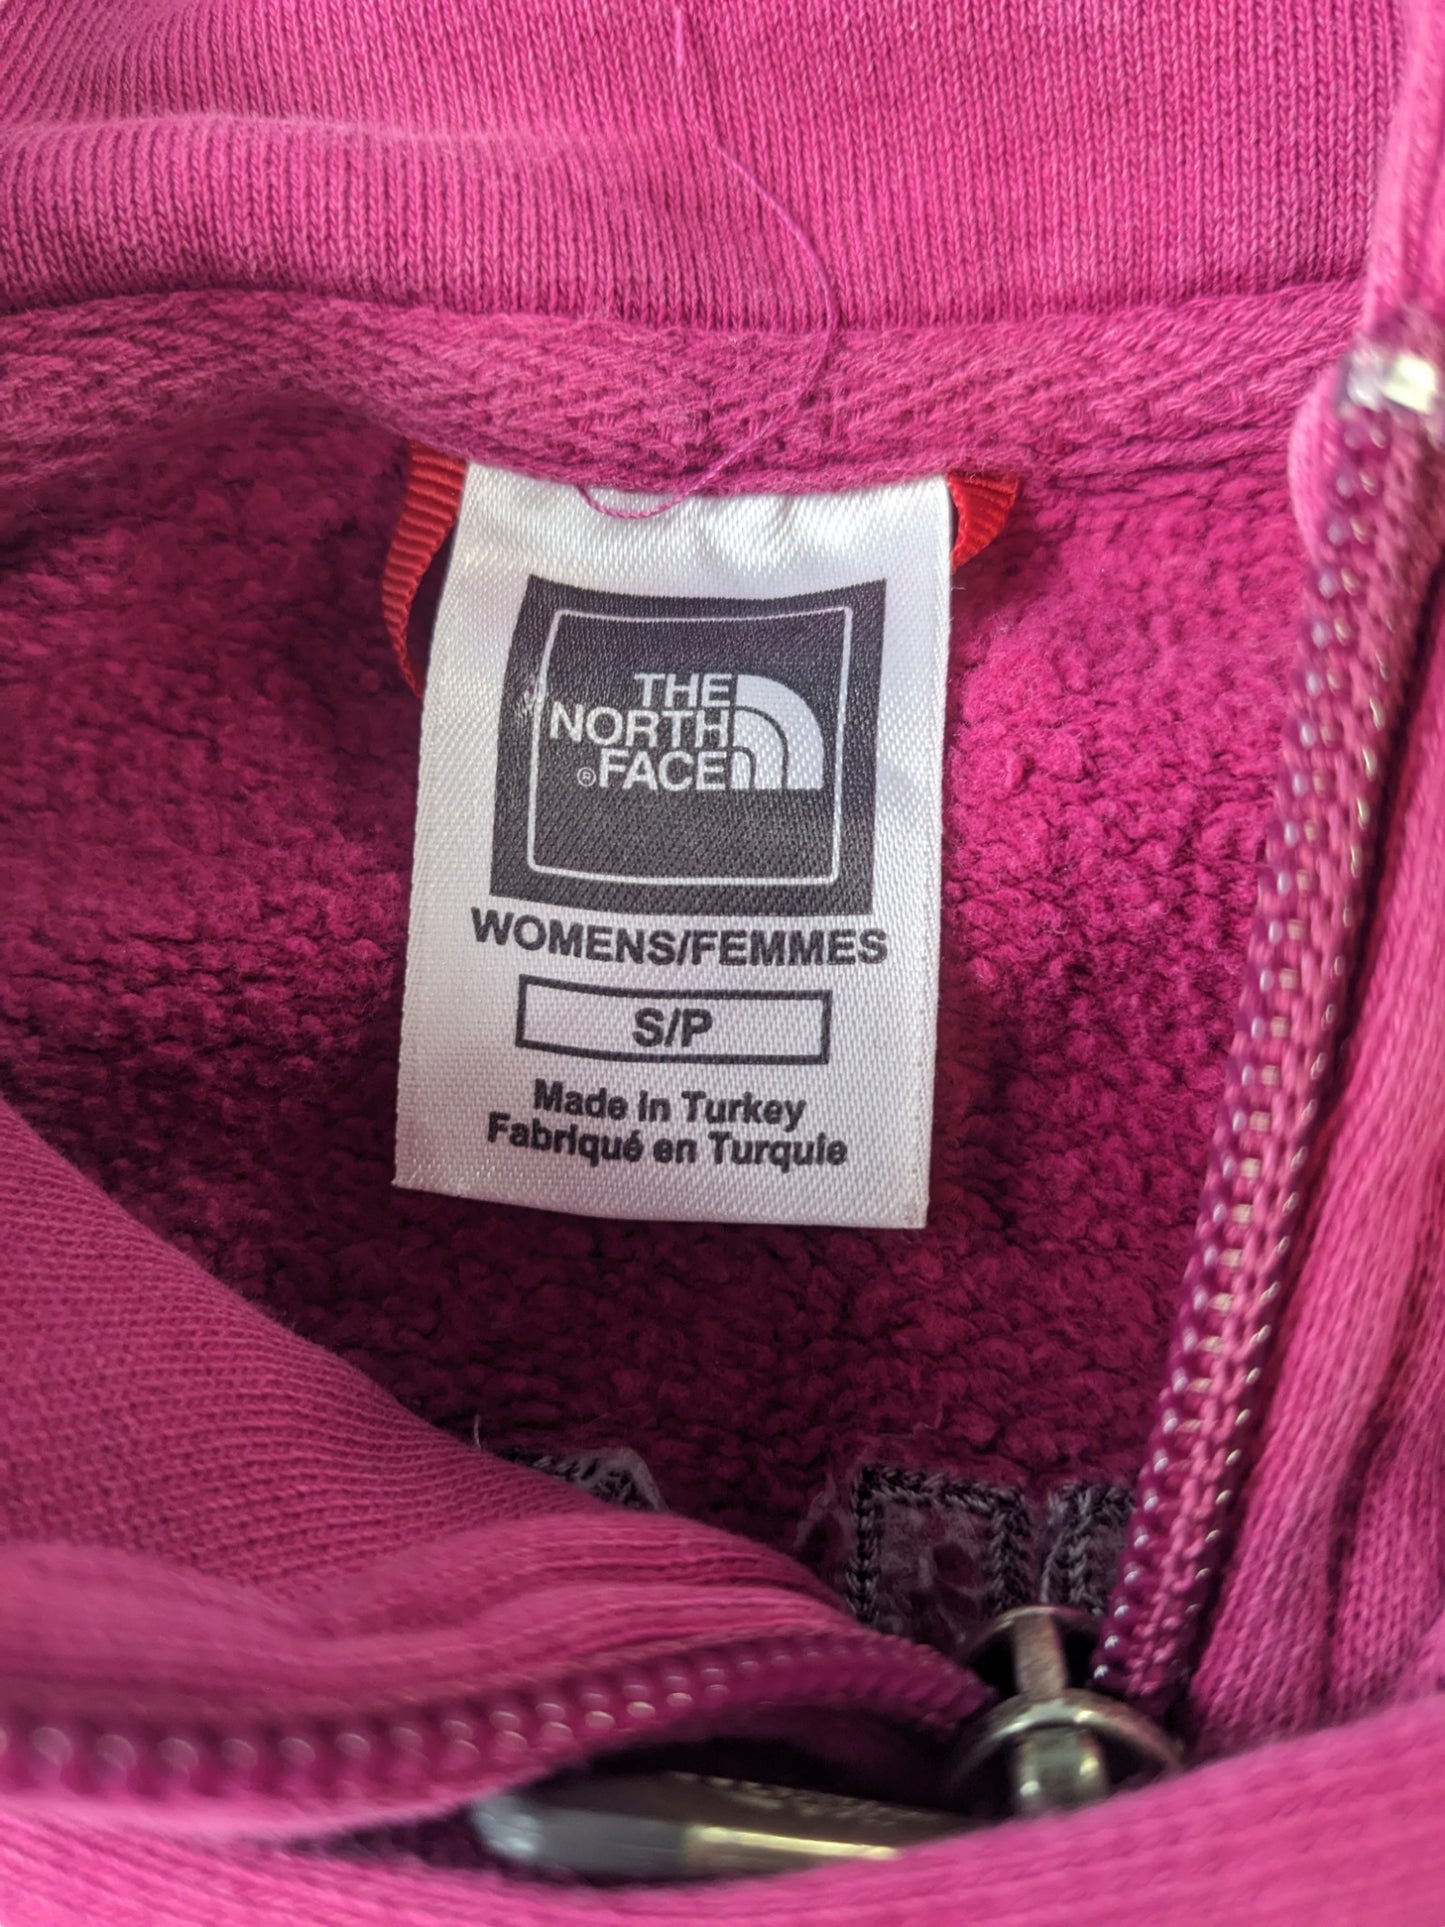 THE
NORTH
®FACE
WOMENS/FEMMES
S/P
Made in Turkey
Fabriqué en Turquie